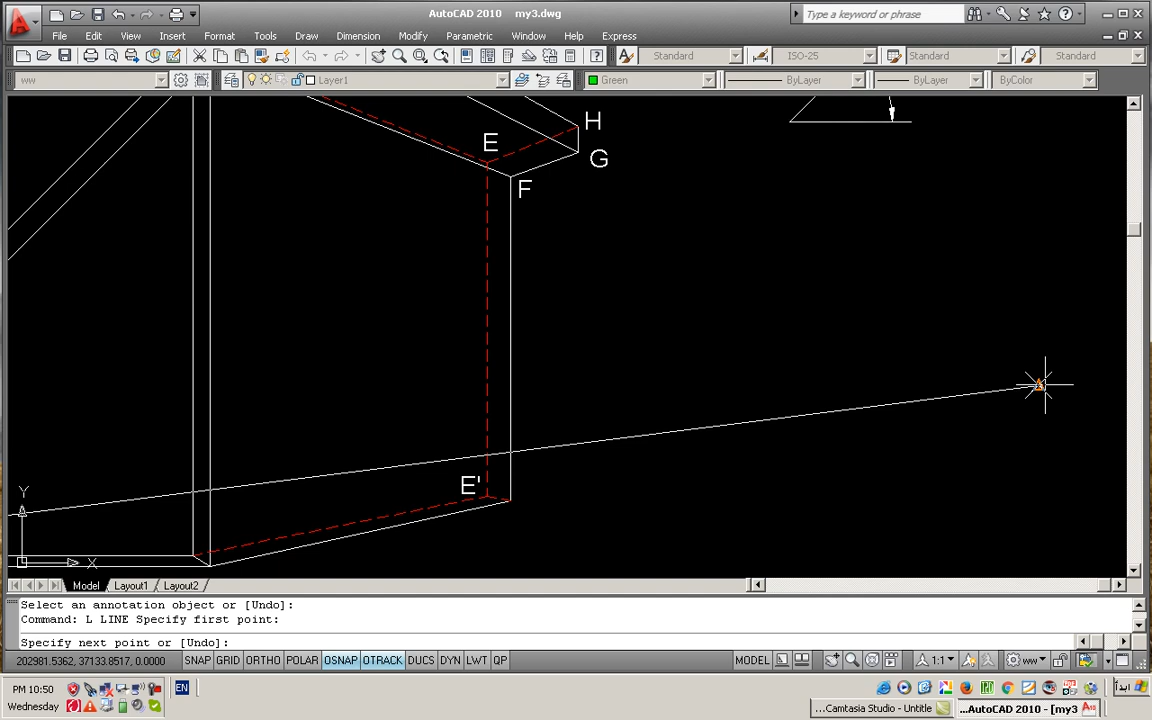 AutoCAD 2010 my3.dwg
Type a keyword or phrase
File Edit View Insert Format Tools Draw Dimension Modify Parametric Window Help Express
Standard ISO-25 Standard Standard
ww Layer1 Green ByLayer ByLayer ByColor
H
E
G
F
E'
Y
X
Model Layout1 Layout2
Select an annotation object or [Undo]:
Command: L LINE Specify first point:
Specify next point or [Undo]:
202981.5362, 37133.8517, 0.0000 SNAP GRID ORTHO POLAR OSNAP OTRACK DUCS DYN LWT QP MODEL 1:1 ww
PM 10:50 EN ابدأ
Wednesday ...Camtasia Studio - Untitle ...AutoCAD 2010 - [my3